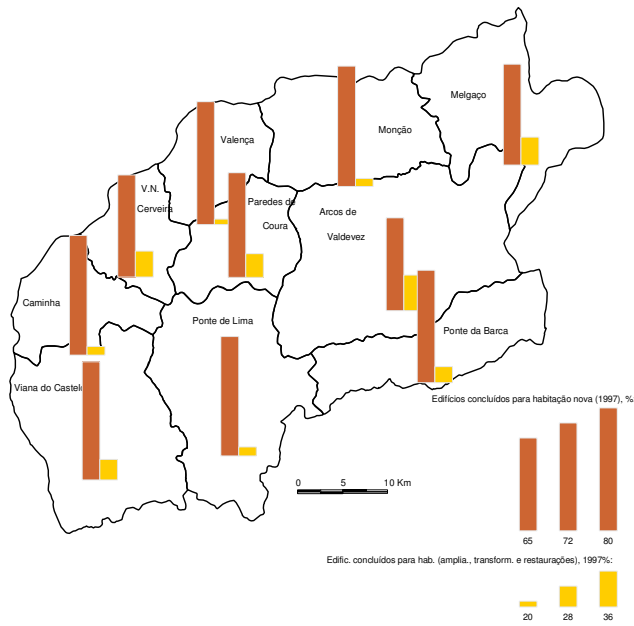 Melgaço
Monção
Valença
V.N.
Cerveira
Paredes de
Coura
Arcos de
Valdevez
Caminha
Ponte de Lima
Ponte da Barca
Viana do Castelo
Edifícios concluídos para habitação nova (1997), %
0 5 10 Km
65 72 80
Edific. concluídos para hab. (amplia., transform. e restaurações), 1997%:
20 28 36